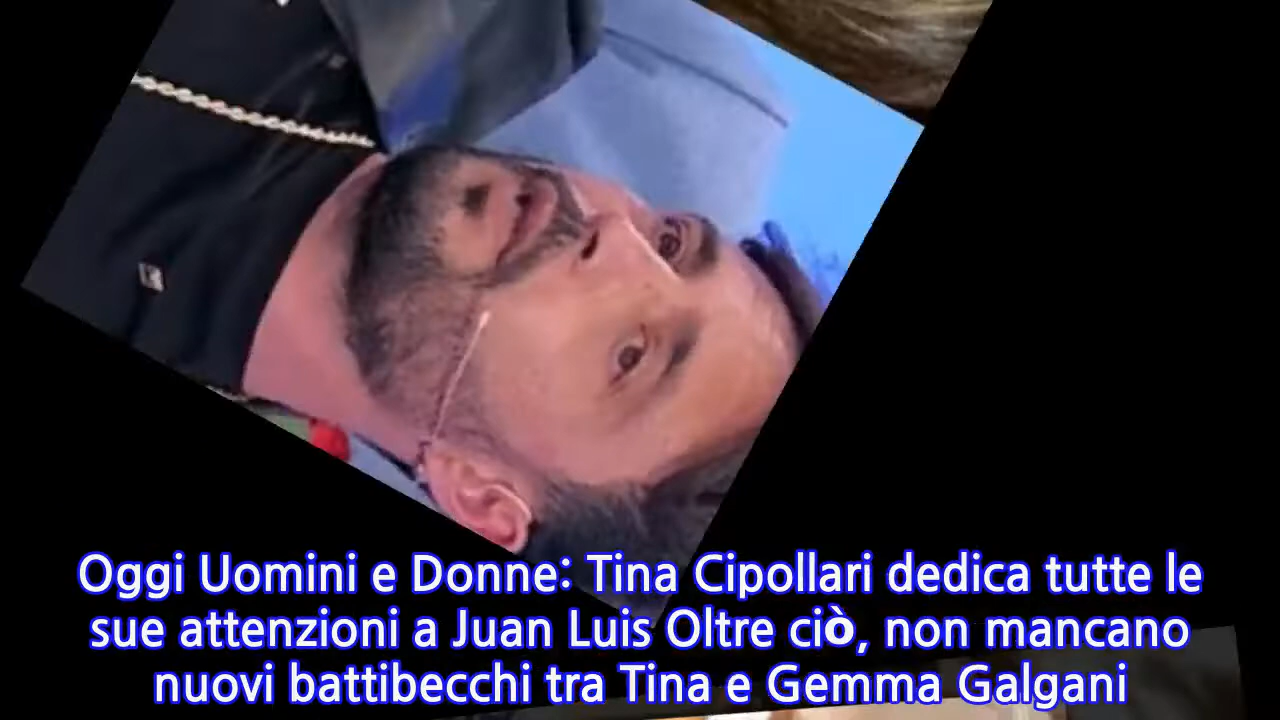 Oggi Uomini e Donne: Tina Cipollari dedica tutte le
sue attenzioni a Juan Luis Oltre ciò, non mancano
nuovi battibecchi tra Tina e Gemma Galgani